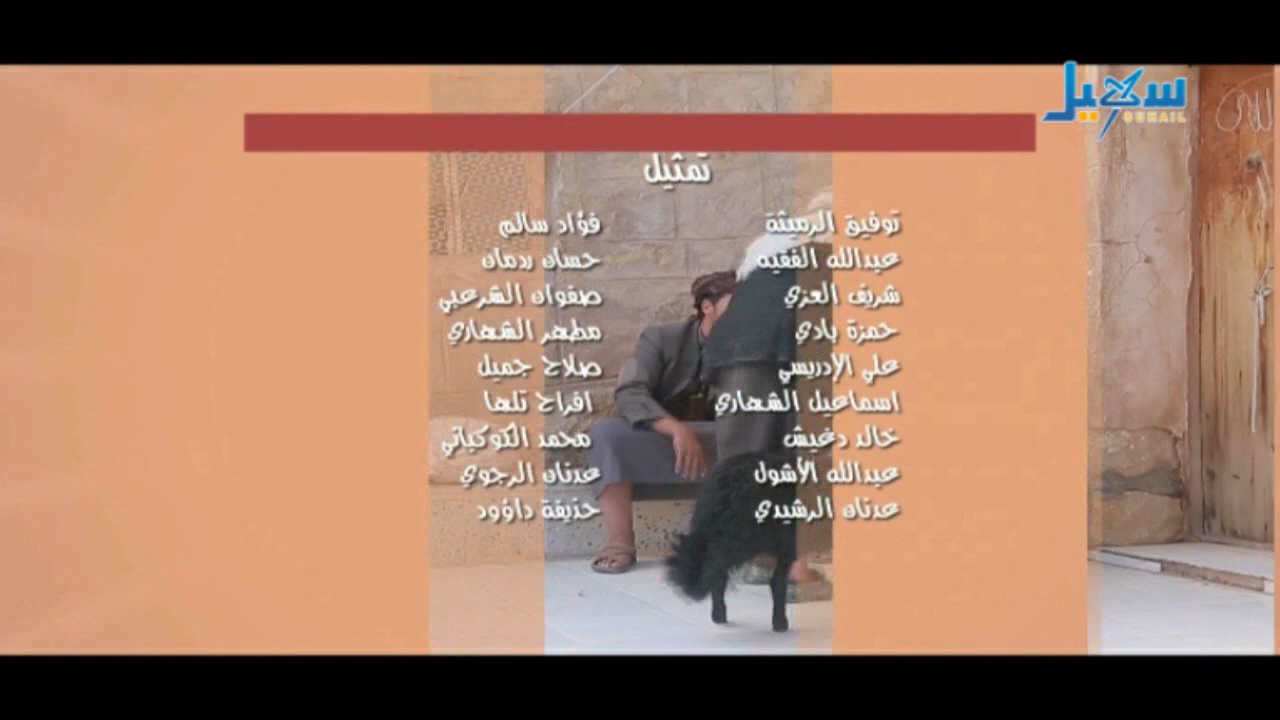 سهيل
SUHAIL
تمثيل
توفيق الرميثة فؤاد سالم
عبدالله الفقيه حسان ردمان
شريف العزي صفوان الشرعبي
حمزة بادي مطهر الشهاري
علي الإدريسي صلاح جميل
اسماعيل الشهاري افراح تلها
خالد دغيش محمد الكوكباني
عبدالله الأشول عدنان الرجوي
عدنان الرشيدي حذيفة داؤود